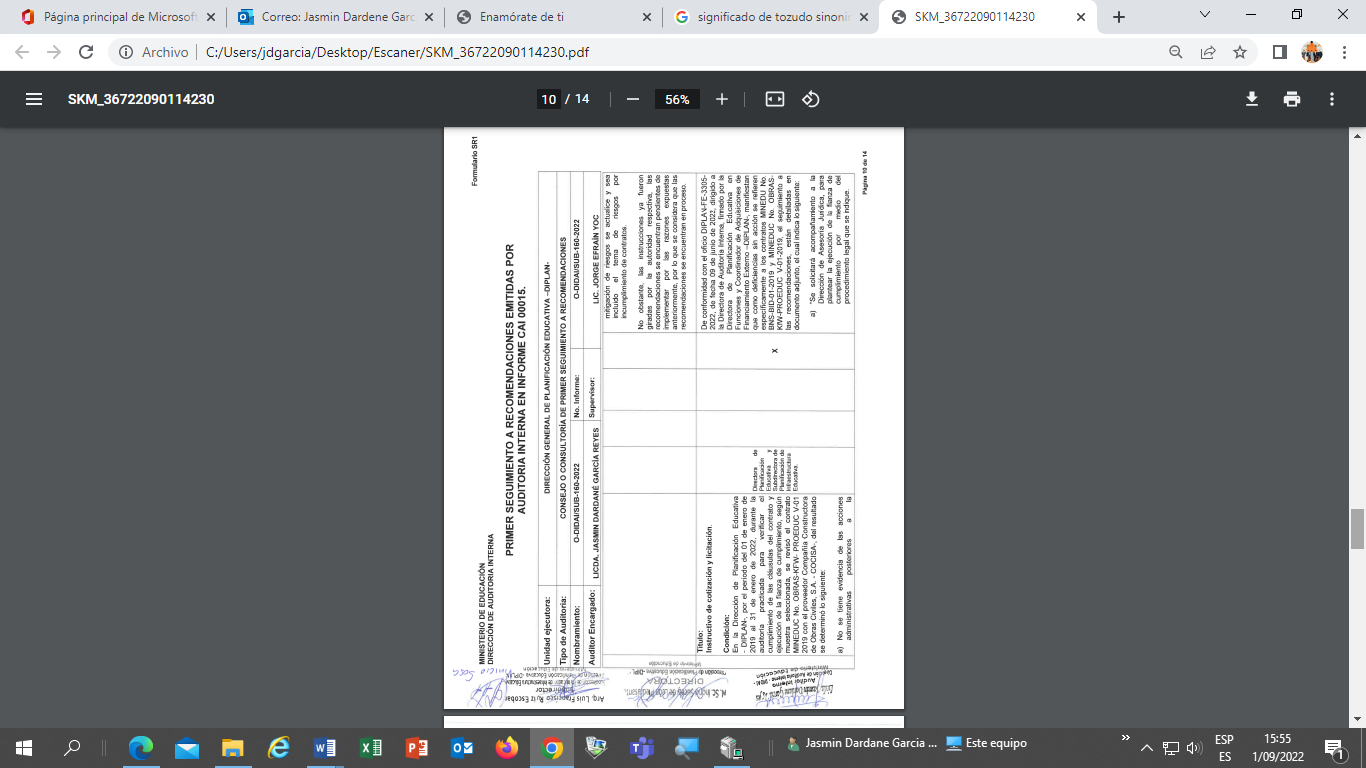 Página principal de Microsoft
Correo: Jasmin Dardene Garc
Enamórate de ti
significado de tozudo sinonim
SKM_36722090114230
Archivo
C:/Users/jdgarcia/Desktop/Escaner/SKM_36722090114230.pdf
SKM_36722090114230
10 / 14
56%
Formulario SR1
MINISTERIO DE EDUCACIÓN
DIRECCIÓN DE AUDITORIA INTERNA
PRIMER SEGUIMIENTO A RECOMENDACIONES EMITIDAS POR
AUDITORIA INTERNA EN INFORME CAI 00015.
Unidad ejecutora: DIRECCIÓN GENERAL DE PLANIFICACIÓN EDUCATIVA –DIPLAN-
Tipo de Auditoría: CONSEJO O CONSULTORÍA DE PRIMER SEGUIMIENTO A RECOMENDACIONES
Nombramiento: O-DIDAI/SUB-160-2022 No. Informe: O-DIDAI/SUB-160-2022
Auditor Encargado: LICDA. JASMIN DARDANÉ GARCÍA REYES Supervisor: LIC. JORGE EFRAÍN YOC
mitigación de riesgos se actualice y sea
incluido el tema de riesgos por
incumplimiento de contratos.
No obstante, las instrucciones ya fueron
giradas por la autoridad respectiva, las
recomendaciones se encuentran pendientes de
implementar por las razones expuestas
anteriormente, por lo que se considera que las
recomendaciones se encuentran en proceso.
Título:
Instructivo de cotización y licitación.
Condición:
En la Dirección de Planificación Educativa
- DIPLAN-, por el período del 01 de enero de
2019 al 31 de enero de 2022, durante la
auditoría practicada para verificar el
cumplimiento de las cláusulas del contrato y
ejecución de la fianza de cumplimiento, según
muestra seleccionada, se revisó el contrato
MINEDUC No. OBRAS-KFW- PROEDUC V-01
2019 con el proveedor Compañía Constructora
de Obras Civiles, S.A. - COCISA-, del resultado
se determinó lo siguiente:
a) No se tiene evidencia de las acciones
administrativas posteriores a la
Directora de
Planificación
Educativa y
Subdirectora de
Planificación de
Infraestructura
Educativa.
X
De conformidad con el oficio DIPLAV-FE-3305-
2022, de fecha 09 de junio de 2022, dirigido a
la Directora de Auditoría Interna, firmado por la
Directora de Planificación Educativa en
Funciones y Coordinador de Adquisiciones de
Financiamiento Externo –DIPLAN-, manifiestan
que como deficiencias sin acción se refieren
específicamente a los contratos MINEDU No.
BNS-BID-01-2019 y MINEDUC No. OBRAS-
KfW-PROEDUC V-01-2019, el seguimiento a
las recomendaciones, están debiladas en
documento adjunto, el cual indica lo siguiente:
a) "Se solicitará acompañamiento a la
Dirección de Asesoría Jurídica, para
plantear la ejecución de la fianza de
cumplimiento por medio del
procedimiento legal que se indique.
Página 10 de 14
Arq. Luis Francisco Ruiz Escobar
DIRECTORA
Jasmin Dardane Garcia ...
Este equipo
ESP
ES
15:55
1/09/2022
1